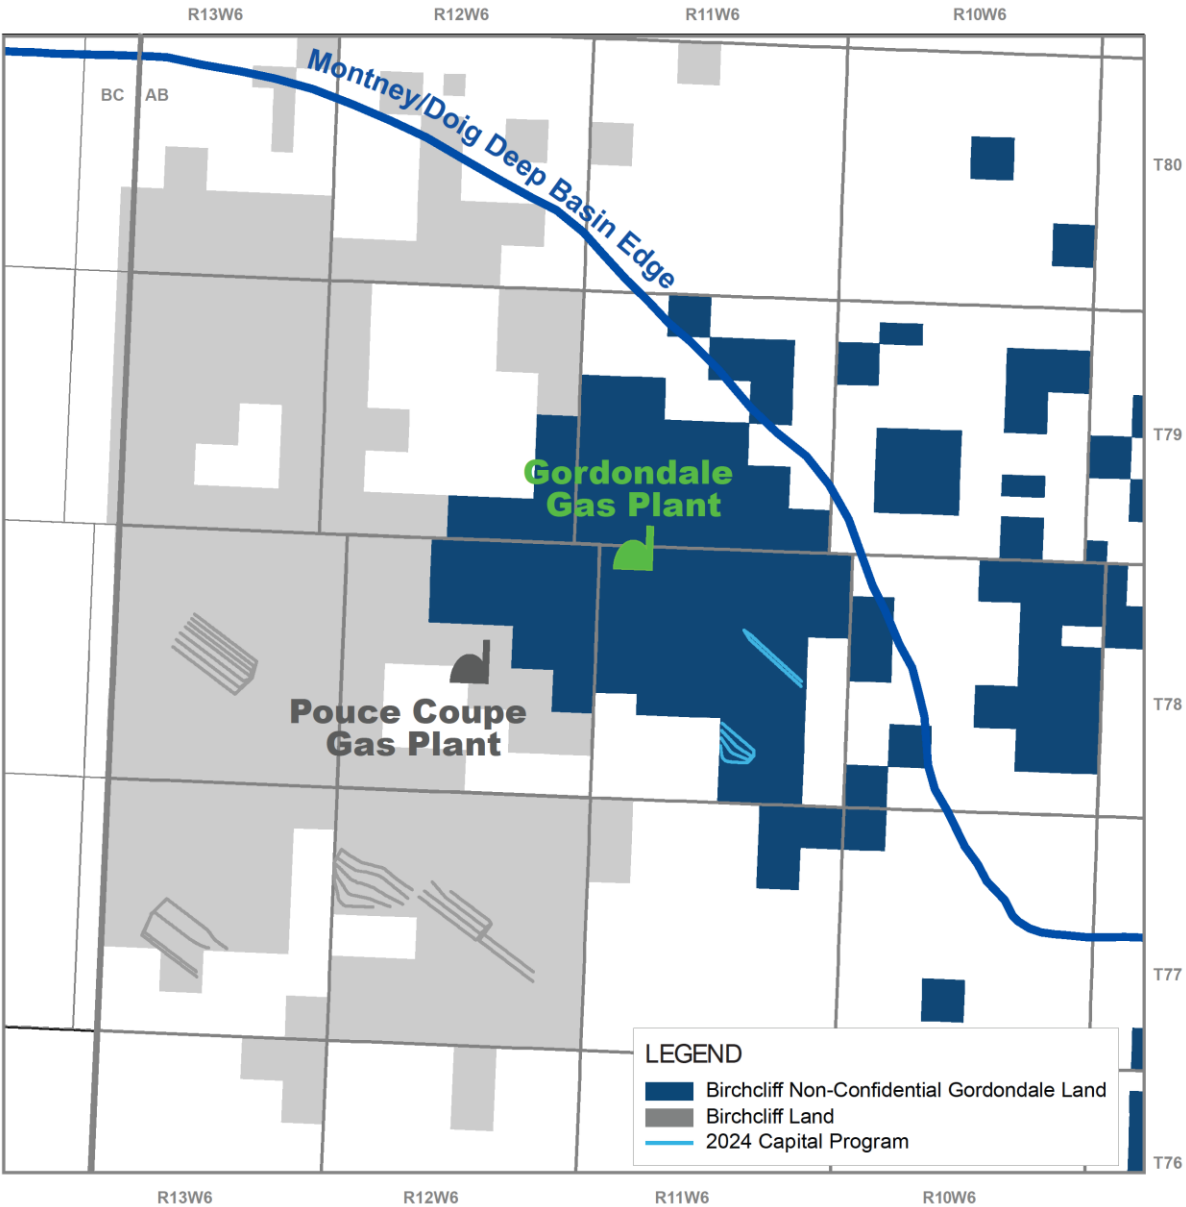 R13W6 R12W6 R11W6 R10W6
Montney/Doig Deep Basin Edge
BC AB
T80
T79
Gordondale
Gas Plant
T78
Pouce Coupe
Gas Plant
T77
LEGEND
Birchcliff Non-Confidential Gordondale Land
Birchcliff Land
2024 Capital Program
T76
R13W6 R12W6 R11W6 R10W6